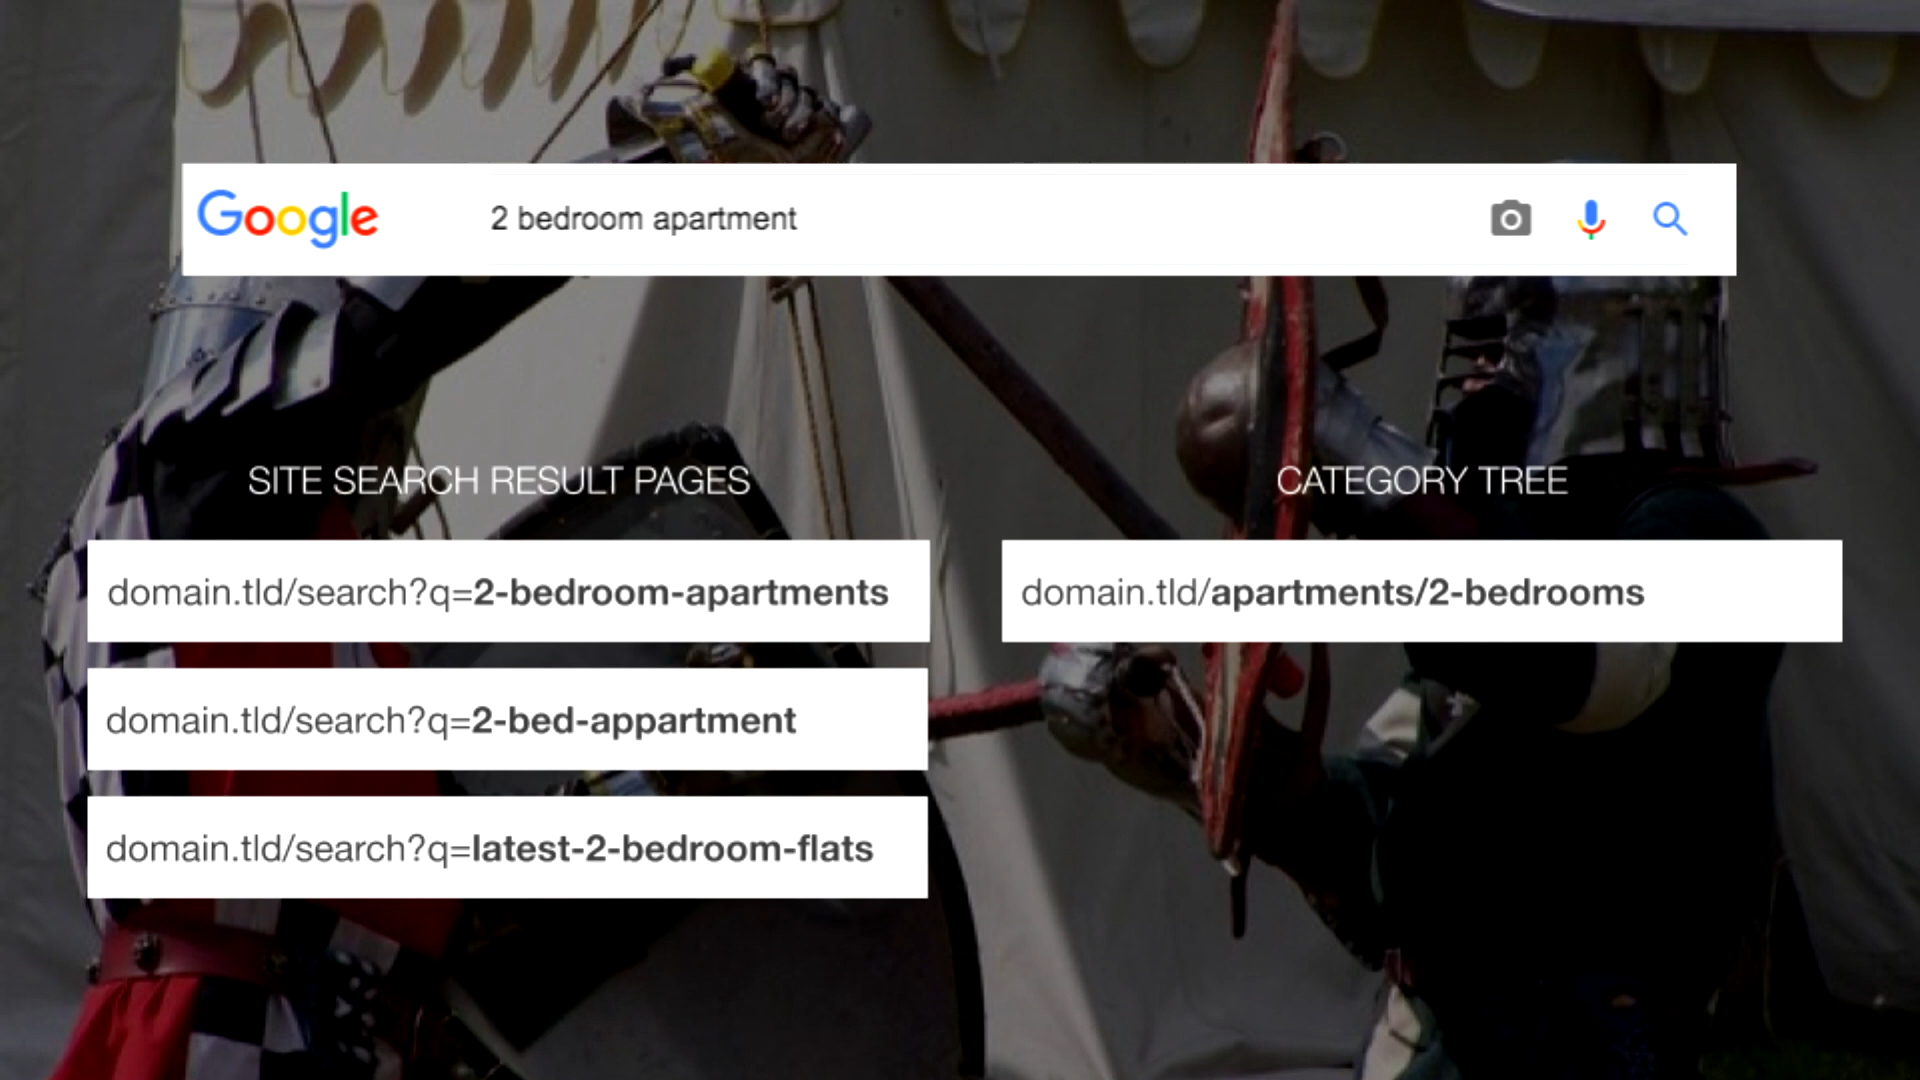 Google 2 bedroom apartment
SITE SEARCH RESULT PAGES
domain.tld/search?q=2-bedroom-apartments
domain.tld/search?q=2-bed-appartment
domain.tld/search?q=latest-2-bedroom-flats
CATEGORY TREE
domain.tld/apartments/2-bedrooms